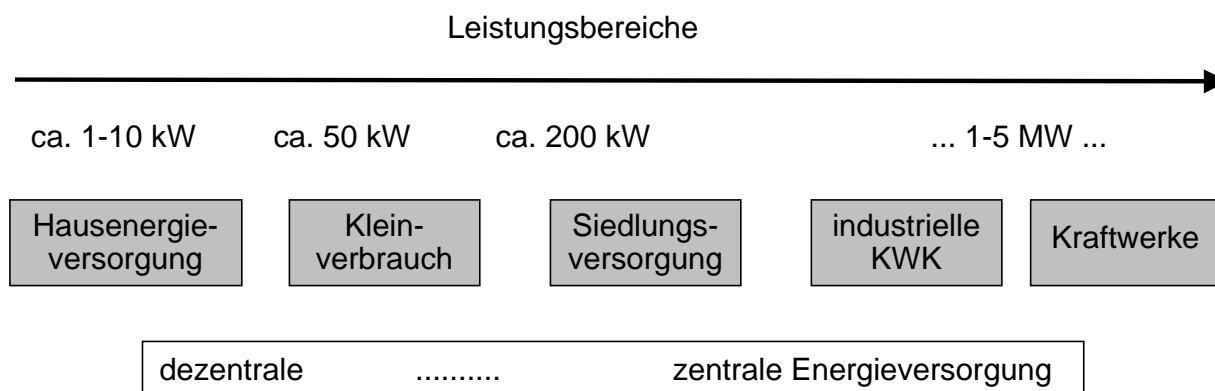 Leistungsbereiche
ca. 1-10 kW ca. 50 kW ca. 200 kW ... 1-5 MW ...
Hausenergie-
versorgung
Klein-
verbrauch
Siedlungs-
versorgung
industrielle
KWK
Kraftwerke
dezentrale .......... zentrale Energieversorgung